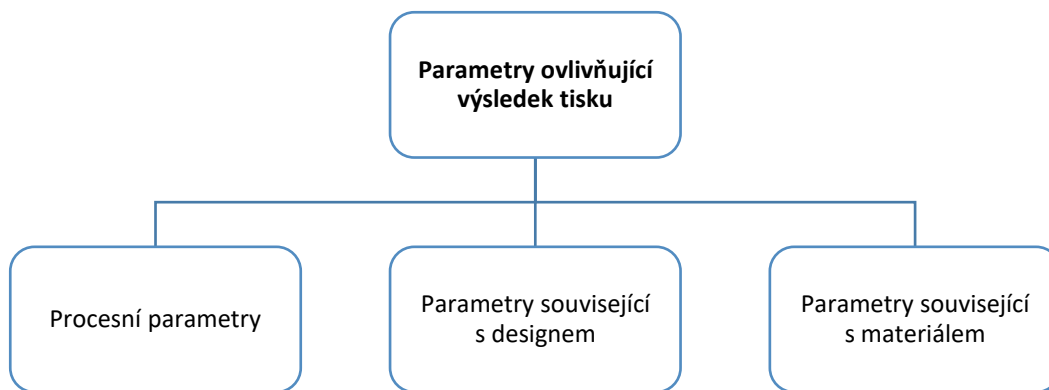 Parametry ovlivňující
výsledek tisku
Procesní parametry
Parametry související
s designem
Parametry související
s materiálem